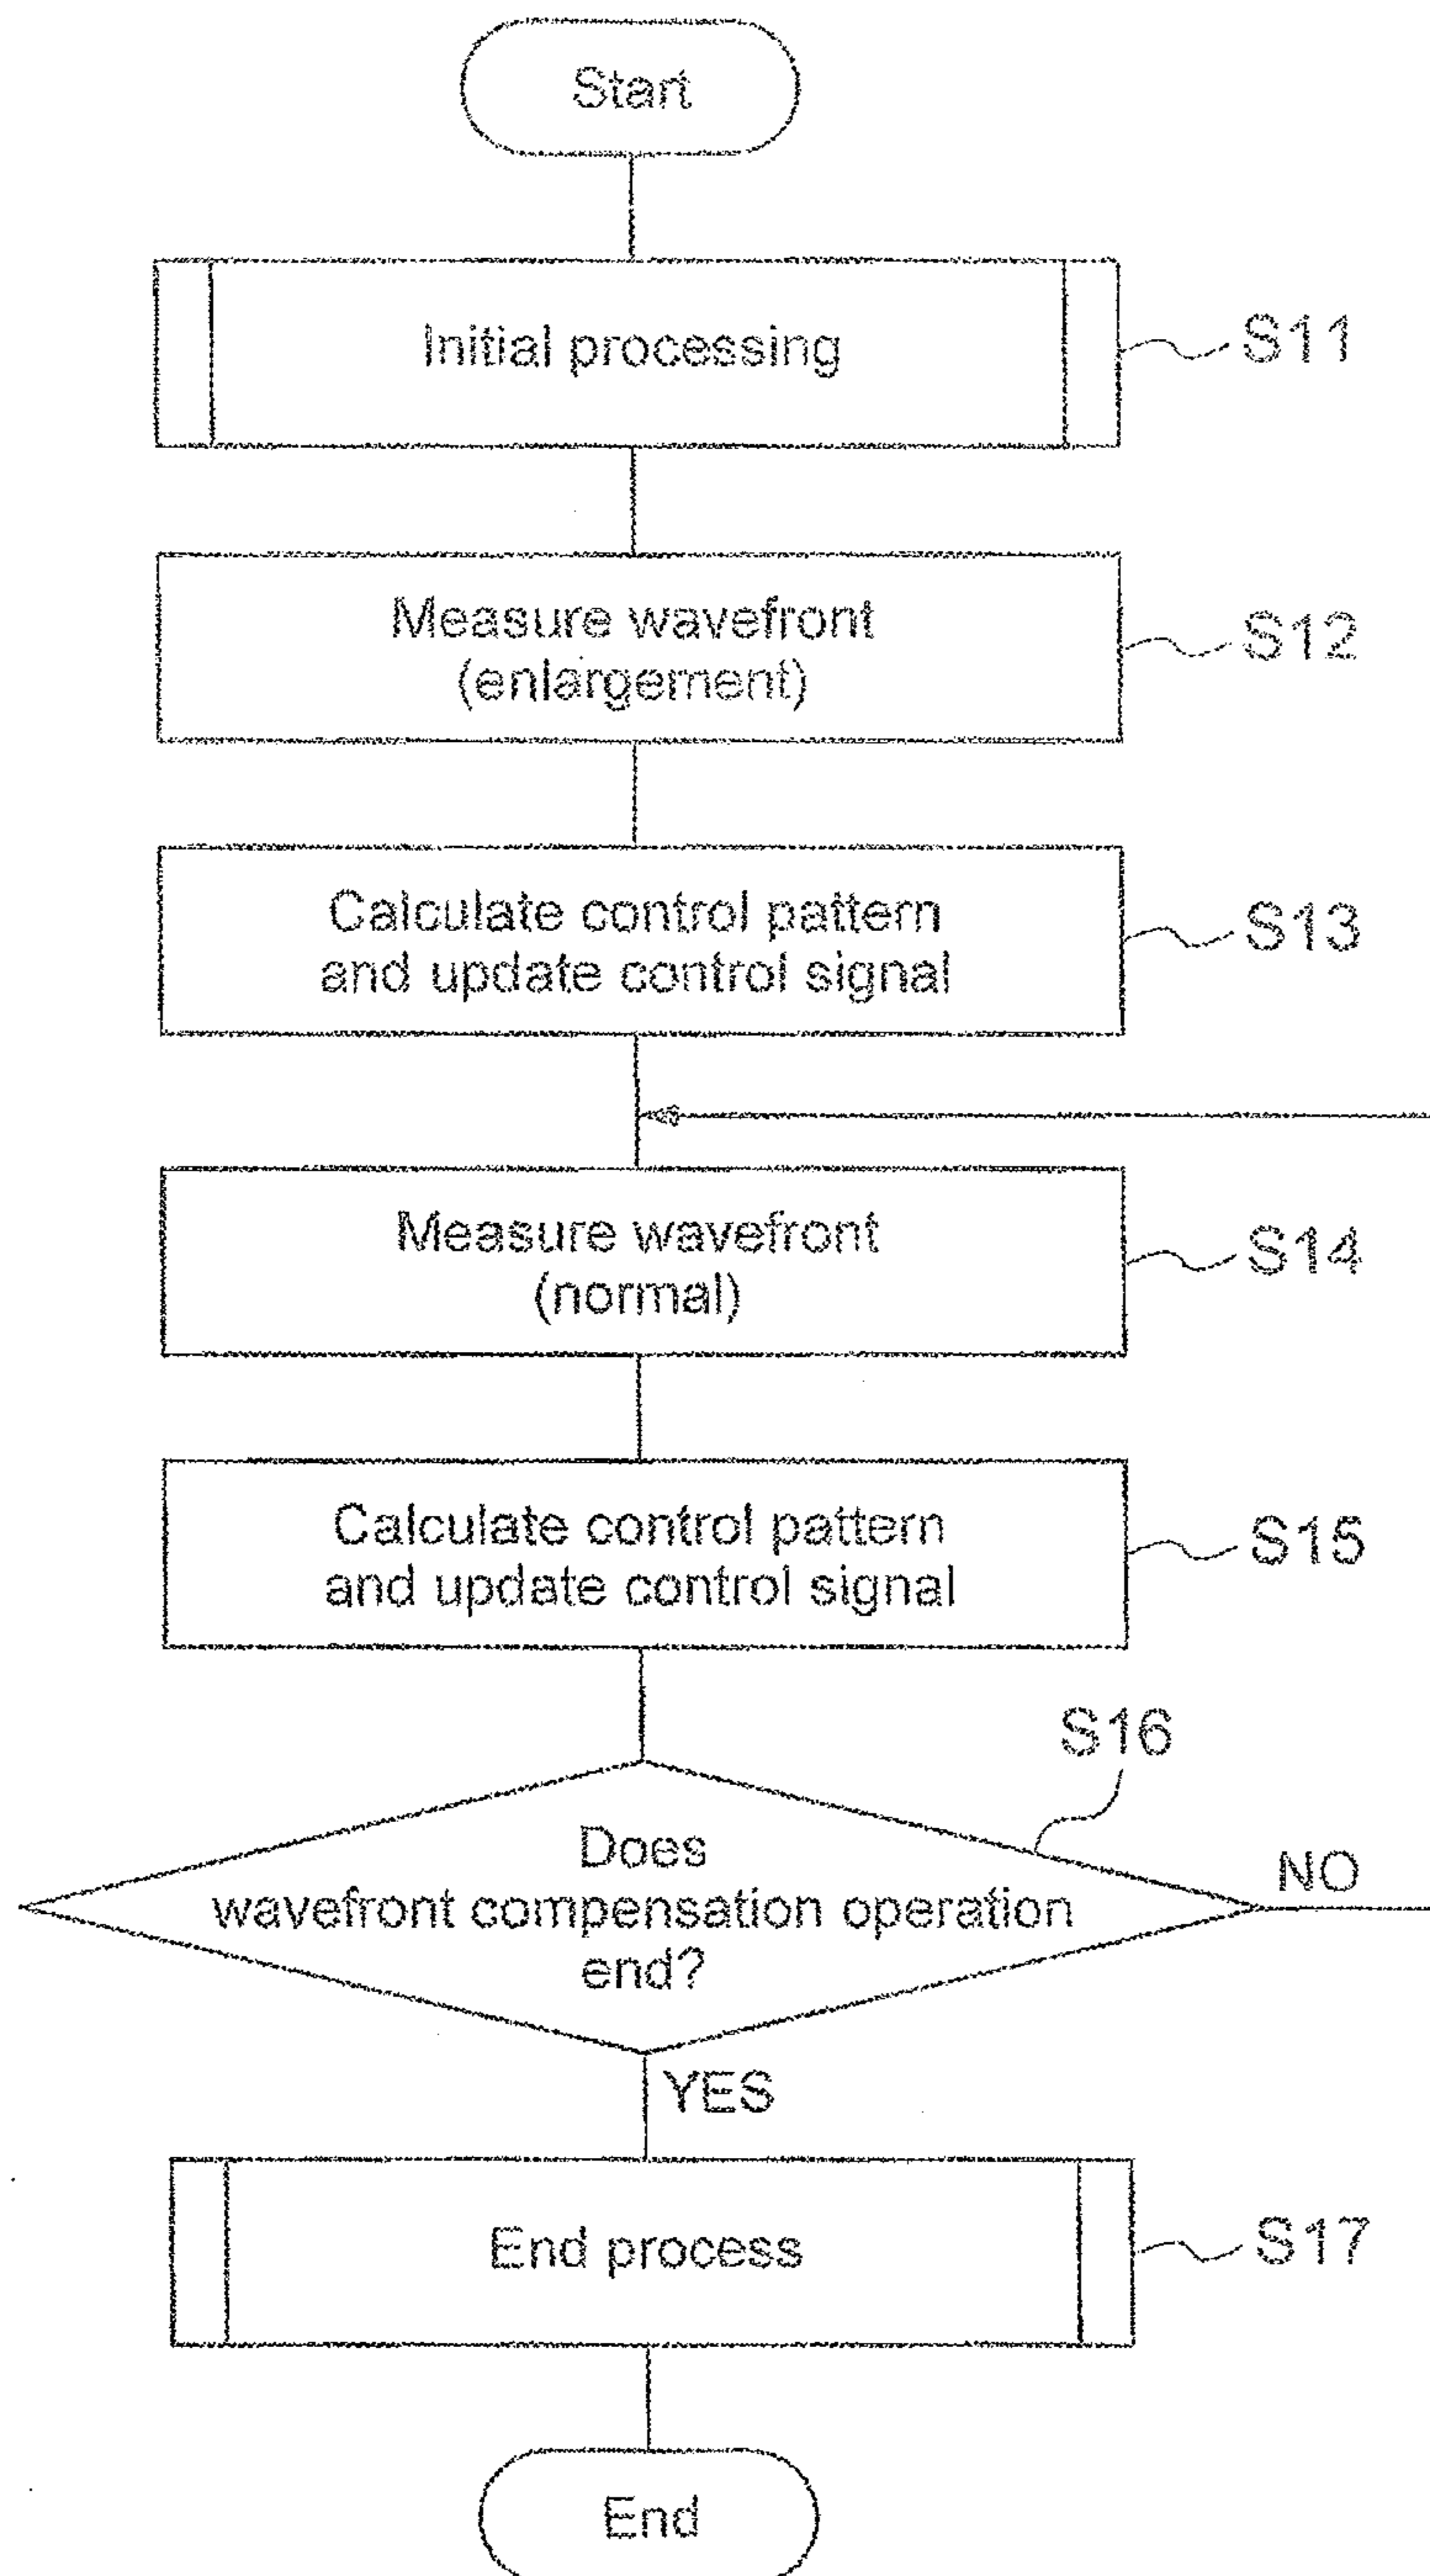 Start
Initial processing
S11
Measure wavefront
(enlargement)
S12
Calculate control pattern
and update control signal
S13
Measure wavefront
(normal)
S14
Calculate control pattern
and update control signal
S15
S16
Does
wavefront compensation operation
end?
NO
YES
End process
S17
End